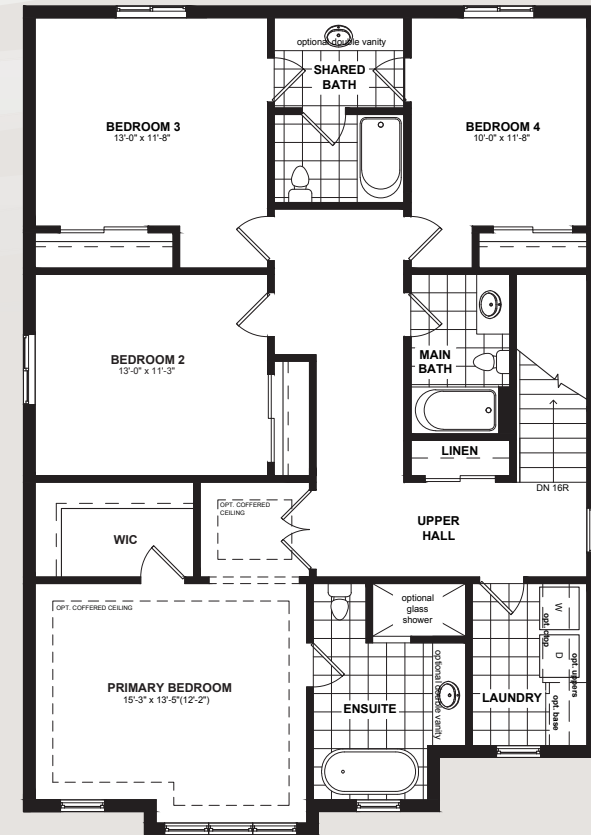 optional double vanity
SHARED
BATH
BEDROOM 3
13'-0" x 11'-8"
BEDROOM 4
10'-0" x 11'-8"
BEDROOM 2
13'-0" x 11'-3"
MAIN
BATH
LINEN
DN 16R
OPT. COFFERED
CEILING
WIC
UPPER
HALL
OPT. COFFERED CEILING
optional
glass
shower
W
opt. ctop
D
opt. uppers
opt. base
optional double vanity
PRIMARY BEDROOM
15'-3" x 13'-5"(12'-2")
ENSUITE
LAUNDRY